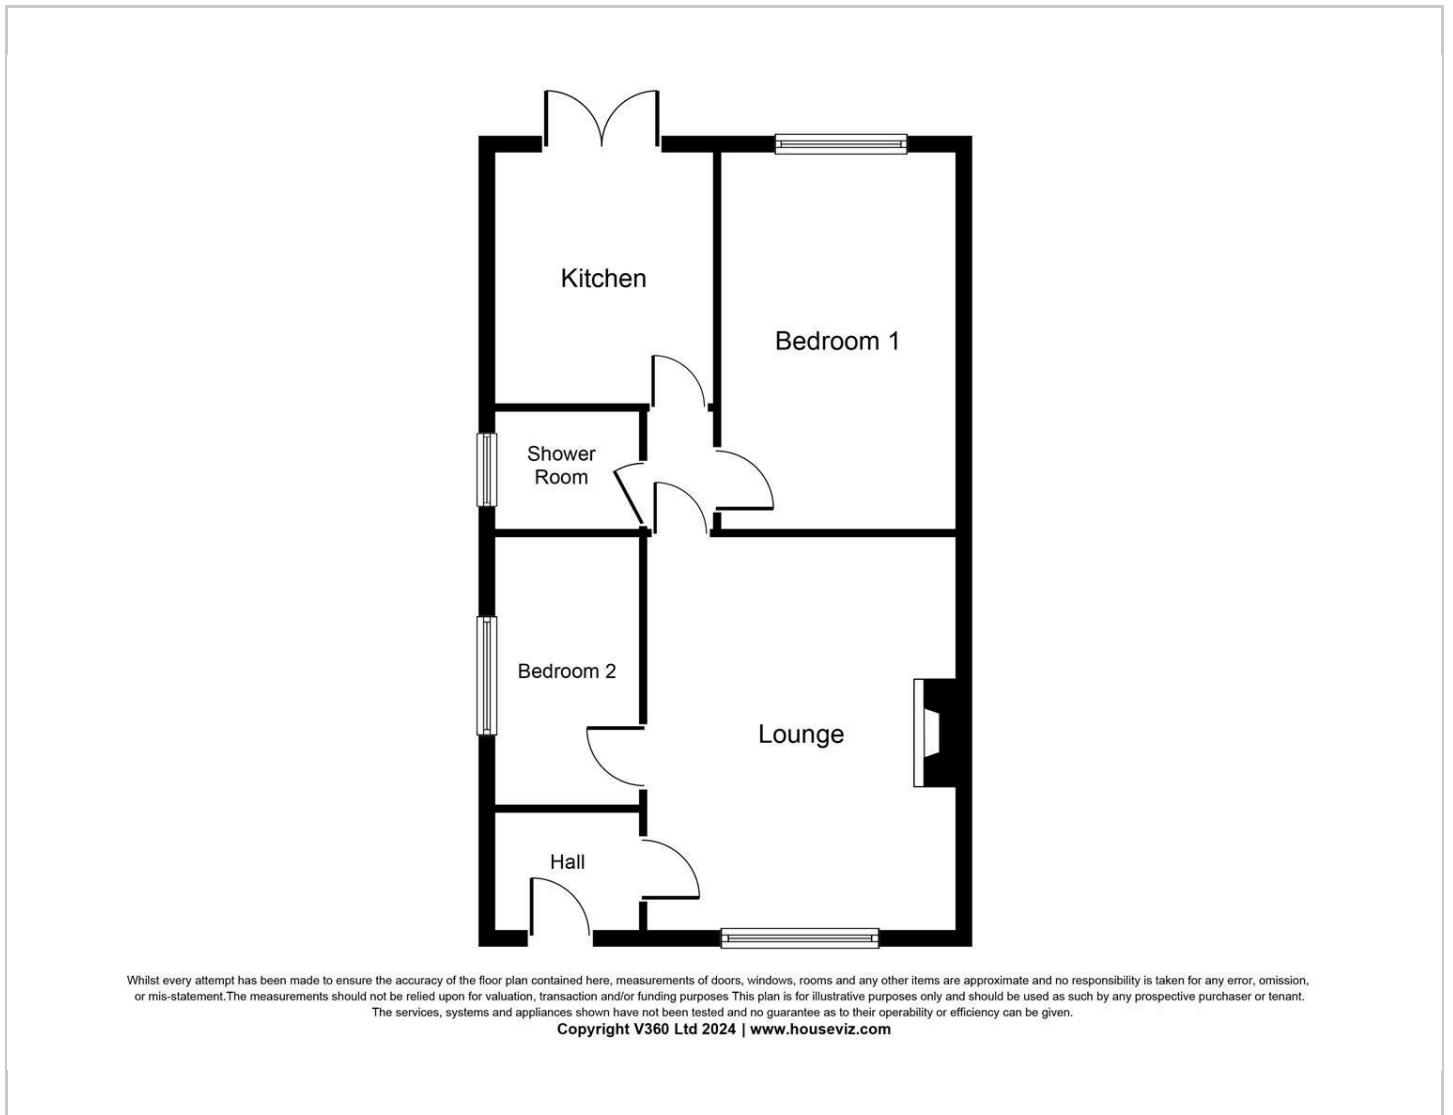 Kitchen
Bedroom 1
Shower
Room
Bedroom 2
Lounge
Hall
Whilst every attempt has been made to ensure the accuracy of the floor plan contained here, measurements of doors, windows, rooms and any other items are approximate and no responsibility is taken for any error, omission,
or mis-statement.The measurements should not be relied upon for valuation, transaction and/or funding purposes This plan is for illustrative purposes only and should be used as such by any prospective purchaser or tenant.
The services, systems and appliances shown have not been tested and no guarantee as to their operability or efficiency can be given.
Copyright V360 Ltd 2024 | www.houseviz.com